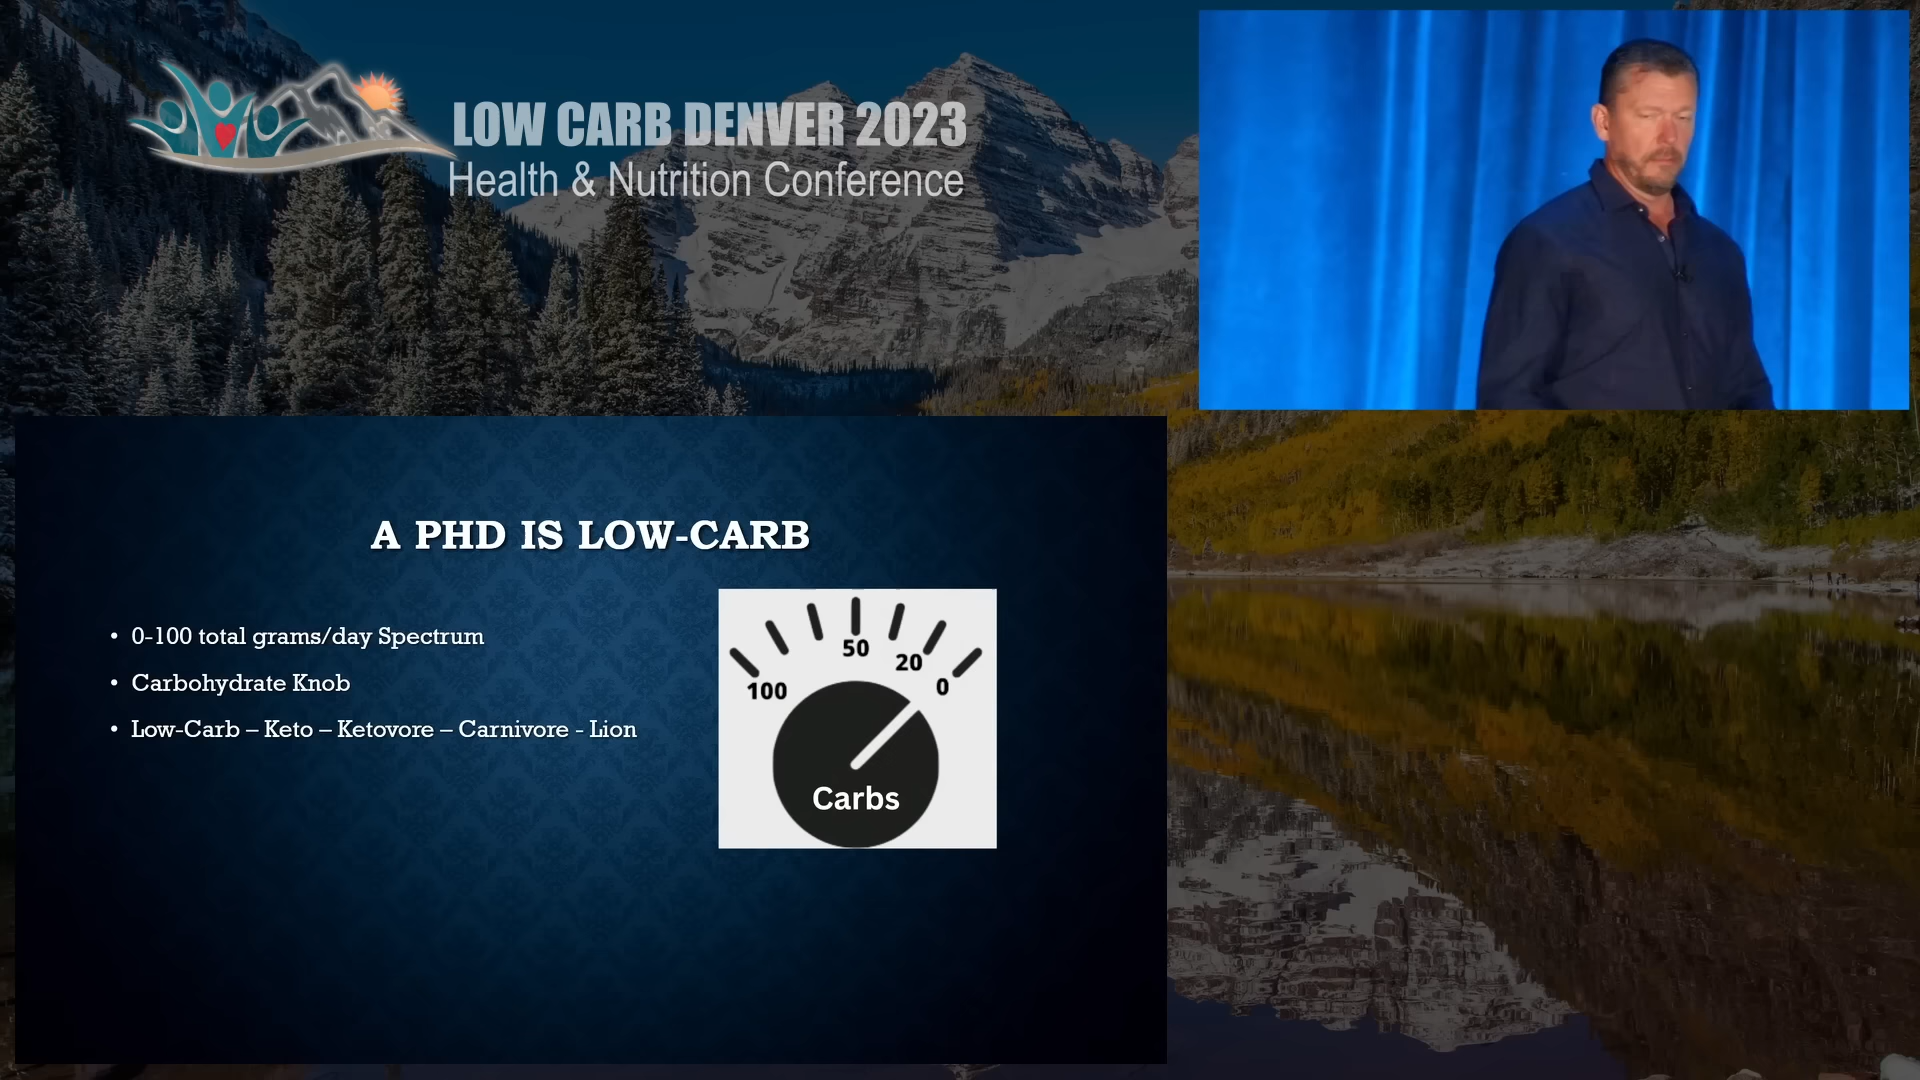 LOW CARB DENVER 2023
Health & Nutrition Conference
A PHD IS LOW-CARB
• 0-100 total grams/day Spectrum
• Carbohydrate Knob
• Low-Carb – Keto – Ketovore – Carnivore - Lion
50
20
100
0
Carbs